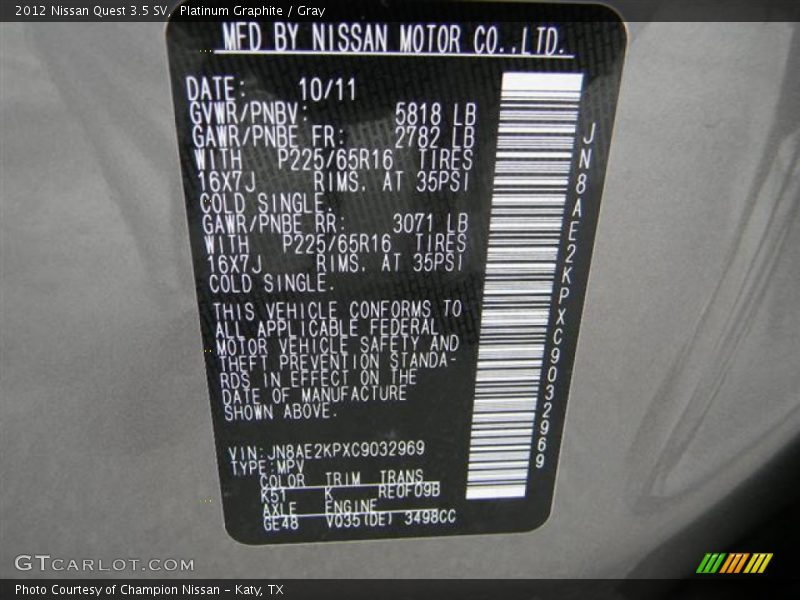 2012 Nissan Quest 3.5 SV, Platinum Graphite / Gray
MFD BY NISSAN MOTOR CO.,LTD.
DATE: 10/11
GVWR/PNBV: 5818 LB
GAWR/PNBE FR: 2782 LB
WITH P225/65R16 TIRES
16X7J RIMS. AT 35PSI
COLD SINGLE.
GAWR/PNBE RR: 3071 LB
WITH P225/65R16 TIRES
16X7J RIMS. AT 35PSI
COLD SINGLE.
THIS VEHICLE CONFORMS TO
ALL APPLICABLE FEDERAL
MOTOR VEHICLE SAFETY AND
THEFT PREVENTION STANDA-
RDS IN EFFECT ON THE
DATE OF MANUFACTURE
SHOWN ABOVE.
VIN:JN8AE2KPXC9032969
TYPE:MPV
COLOR TRIM TRANS
K51 K RE0F09B
AXLE ENGINE
GE48 VQ35(DE) 3498CC
JN8AE2KPXC9032969
GTCARLOT.COM
Photo Courtesy of Champion Nissan - Katy, TX